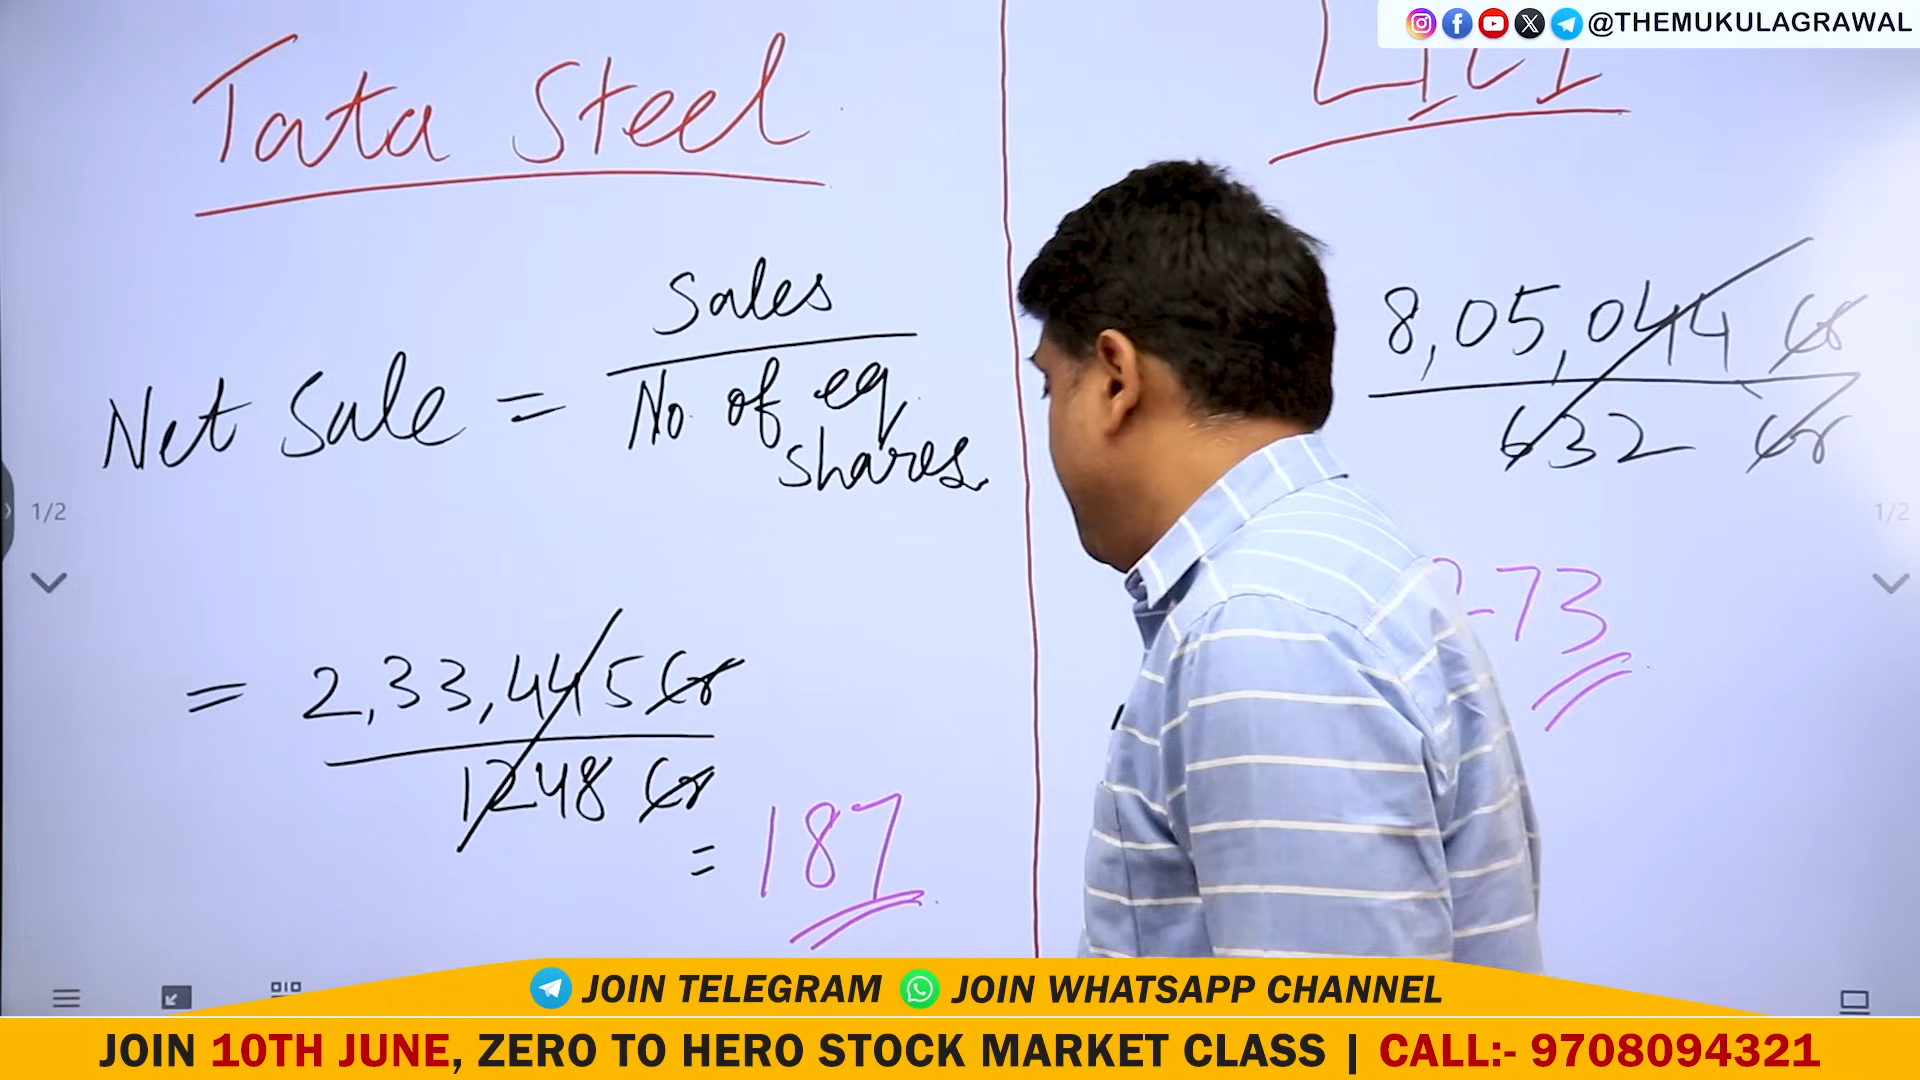 @THEMUKULAGRAWAL
Tata Steel
Net Sale = Sales
No. of eq.
shares
= 2,33,445 Cr
1248 Cr
= 187
8,05,044 Cr
632 Cr
-73
1/2
1/2
JOIN TELEGRAM JOIN WHATSAPP CHANNEL
JOIN 10TH JUNE, ZERO TO HERO STOCK MARKET CLASS | CALL:- 9708094321